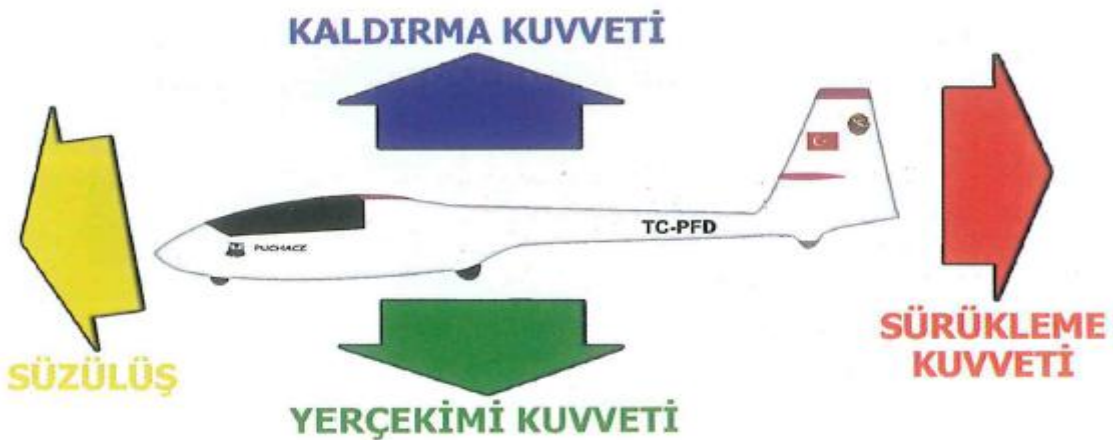 KALDIRMA KUVVETİ
PUCHACZ
TC-PFD
SÜZÜLÜŞ
SÜRÜKLEME
KUVVETİ
YERÇEKİMİ KUVVETİ